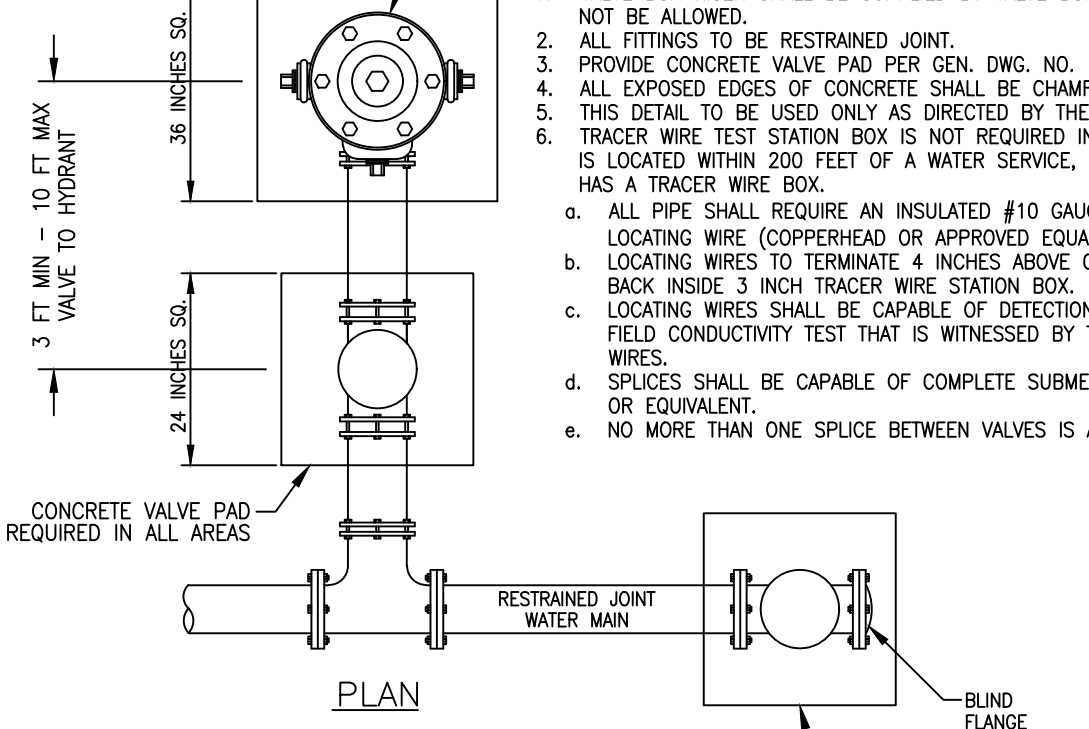 NOT BE ALLOWED.
2. ALL FITTINGS TO BE RESTRAINED JOINT.
3. PROVIDE CONCRETE VALVE PAD PER GEN. DWG. NO.
4. ALL EXPOSED EDGES OF CONCRETE SHALL BE
5. THIS DETAIL TO BE USED ONLY AS DIRECTED BY THE
6. TRACER WIRE TEST STATION BOX IS NOT REQUIRED IN
IS LOCATED WITHIN 200 FEET OF A WATER SERVICE,
HAS A TRACER WIRE BOX.
a. ALL PIPE SHALL REQUIRE AN INSULATED #10
LOCATING WIRE (COPPERHEAD OR APPROVED
b. LOCATING WIRES TO TERMINATE 4 INCHES ABOVE
BACK INSIDE 3 INCH TRACER WIRE STATION BOX.
c. LOCATING WIRES SHALL BE CAPABLE OF DETECTION
FIELD CONDUCTIVITY TEST THAT IS WITNESSED BY
WIRES.
d. SPLICES SHALL BE CAPABLE OF COMPLETE
OR EQUIVALENT.
e. NO MORE THAN ONE SPLICE BETWEEN VALVES IS
36 INCHES SQ.
3 FT MIN - 10 FT MAX
VALVE TO HYDRANT
24 INCHES SQ.
CONCRETE VALVE PAD
REQUIRED IN ALL AREAS
RESTRAINED JOINT
WATER MAIN
PLAN
BLIND
FLANGE